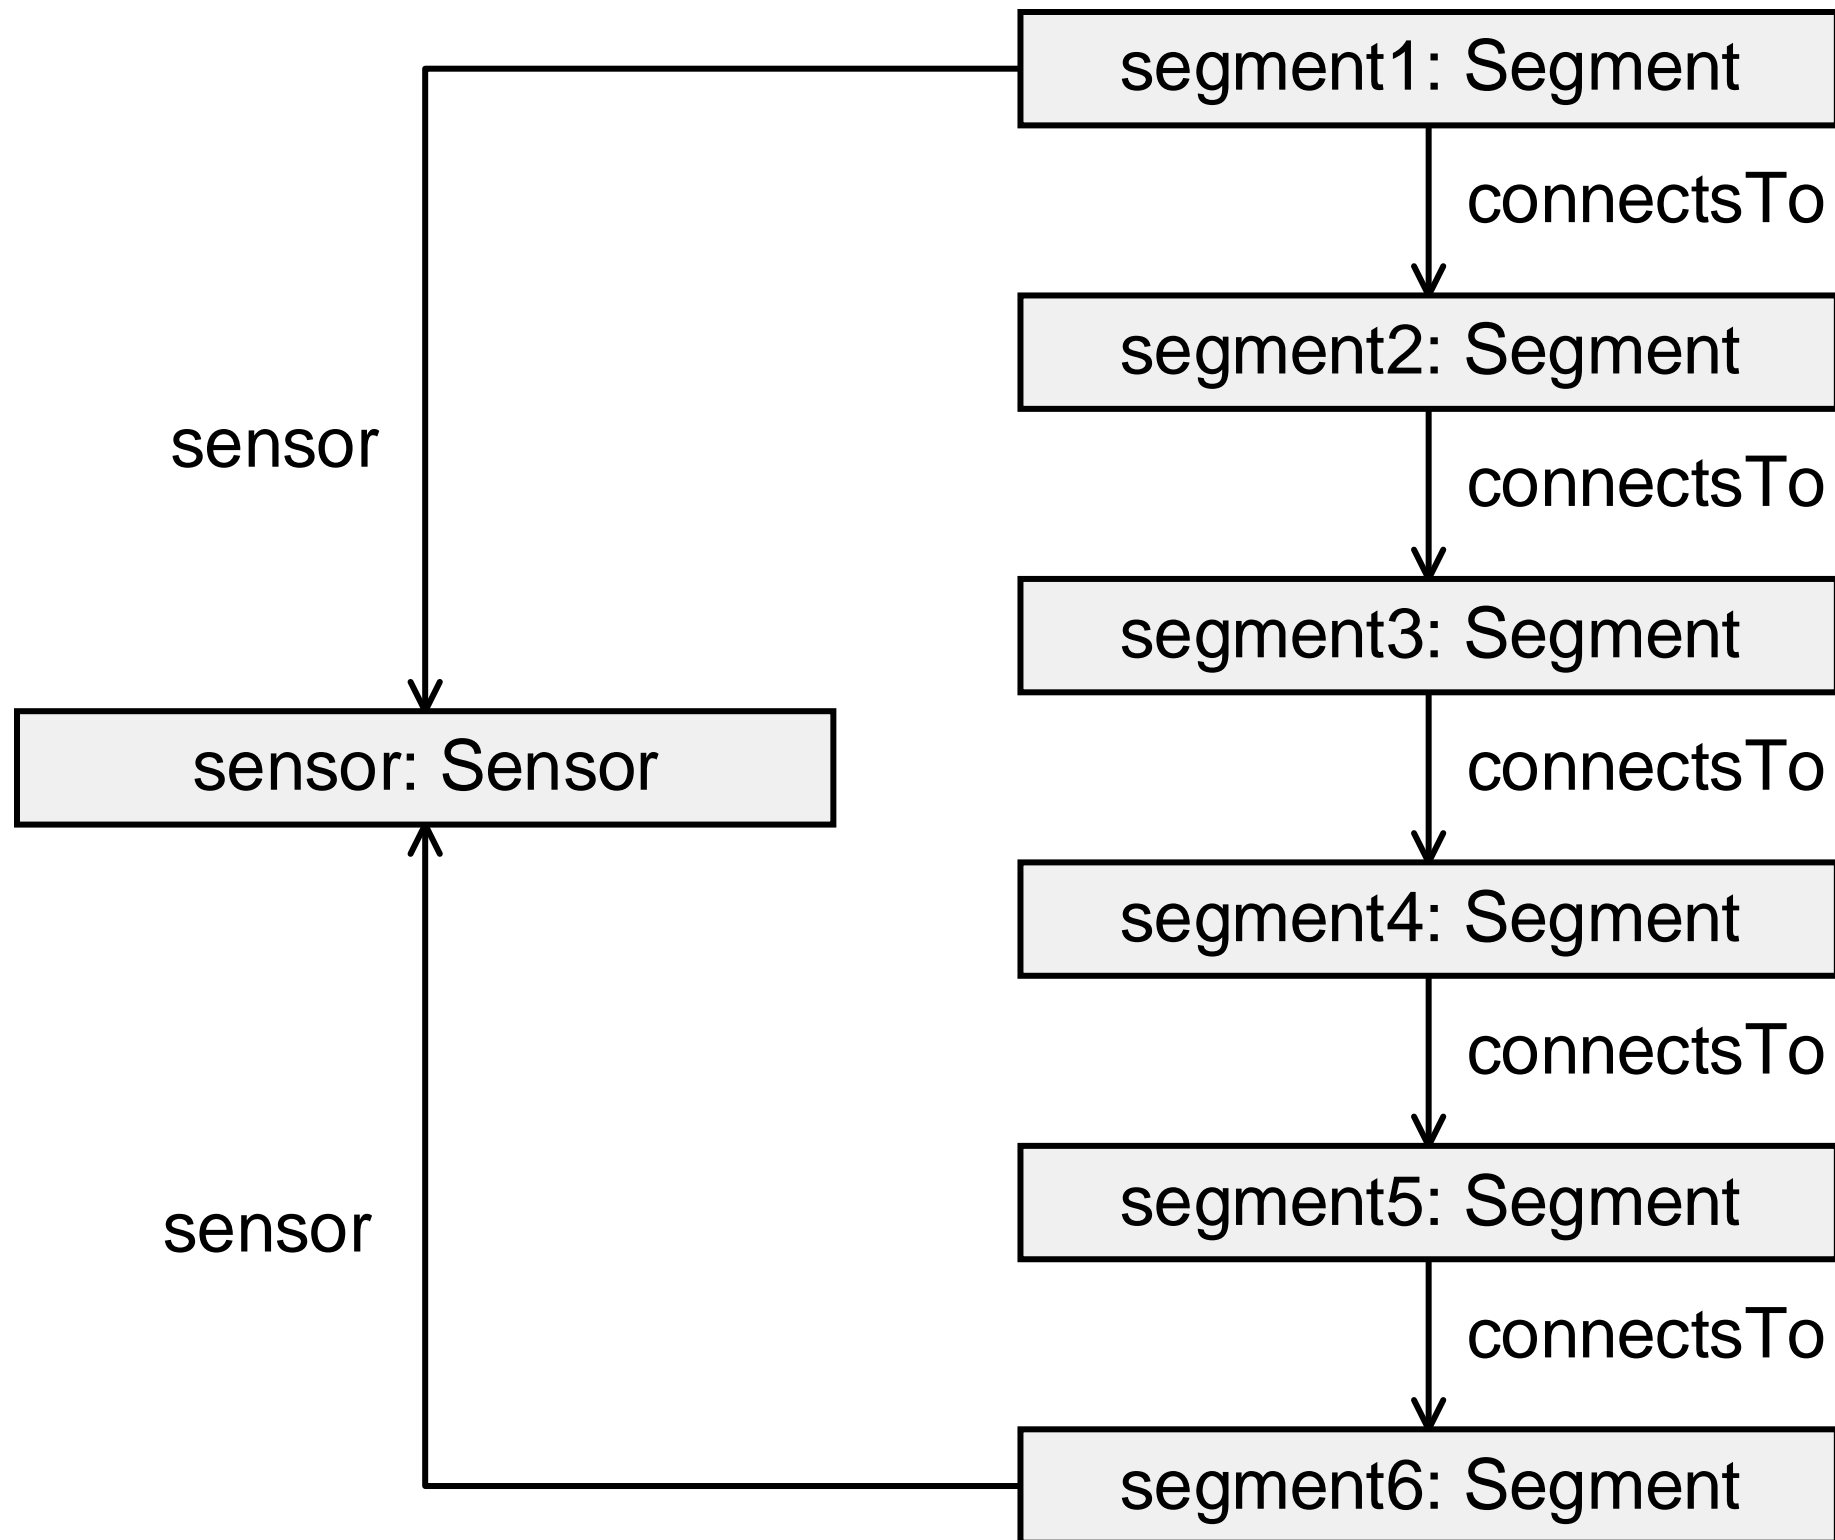 segment1: Segment
connectsTo
segment2: Segment
sensor
connectsTo
segment3: Segment
sensor: Sensor
connectsTo
segment4: Segment
connectsTo
segment5: Segment
sensor
connectsTo
segment6: Segment